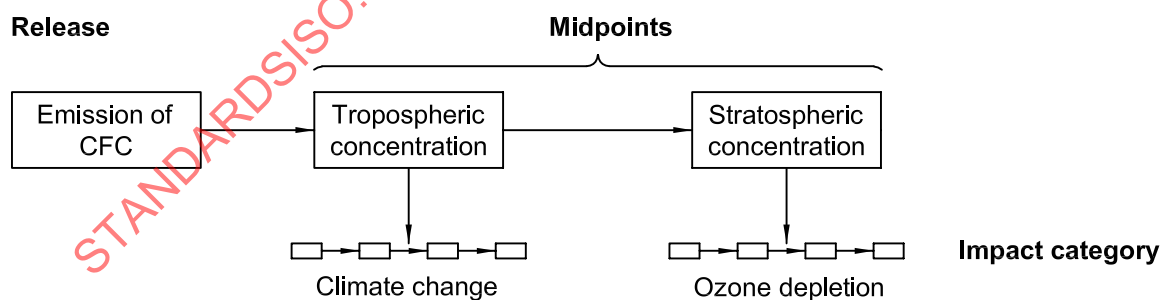 Release
Midpoints
Emission of
CFC
Tropospheric
concentration
Stratospheric
concentration
Impact category
Climate change
Ozone depletion
STANDARDSISO.